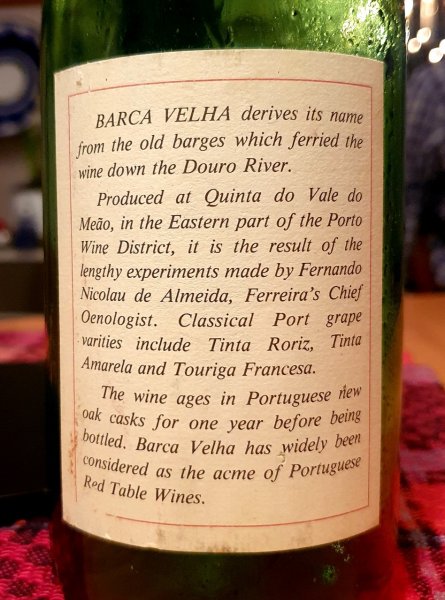 BARCA VELHA derives its name
from the old barges which ferried the
wine down the Douro River.
Produced at Quinta do Vale do
Meão, in the Eastern part of the Porto
Wine District, it is the result of the
lengthy experiments made by Fernando
Nicolau de Almeida, Ferreira's Chief
Oenologist. Classical Port grape
varities include Tinta Roriz, Tinta
Amarela and Touriga Francesa.
The wine ages in Portuguese new
oak casks for one year before being
bottled. Barca Velha has widely been
considered as the acme of Portuguese
Red Table Wines.